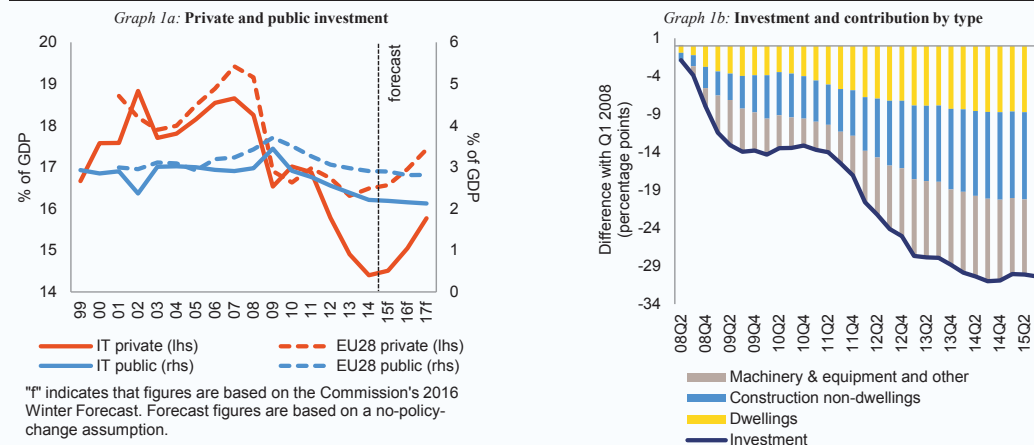 Graph 1a: Private and public investment
20
19
18
17
16
15
14
% of GDP
6
5
4
3
2
1
0
% of GDP
forecast
99
00
01
02
03
04
05
06
07
08
09
10
11
12
13
14
15f
16f
17f
IT private (lhs)
EU28 private (lhs)
IT public (rhs)
EU28 public (rhs)
"f" indicates that figures are based on the Commission's 2016
Winter Forecast. Forecast figures are based on a no-policy-
change assumption.
Graph 1b: Investment and contribution by type
1
-4
-9
-14
-19
-24
-29
-34
Difference with Q1 2008
(percentage points)
08Q2
08Q4
09Q2
09Q4
10Q2
10Q4
11Q2
11Q4
12Q2
12Q4
13Q2
13Q4
14Q2
14Q4
15Q2
Machinery & equipment and other
Construction non-dwellings
Dwellings
Investment